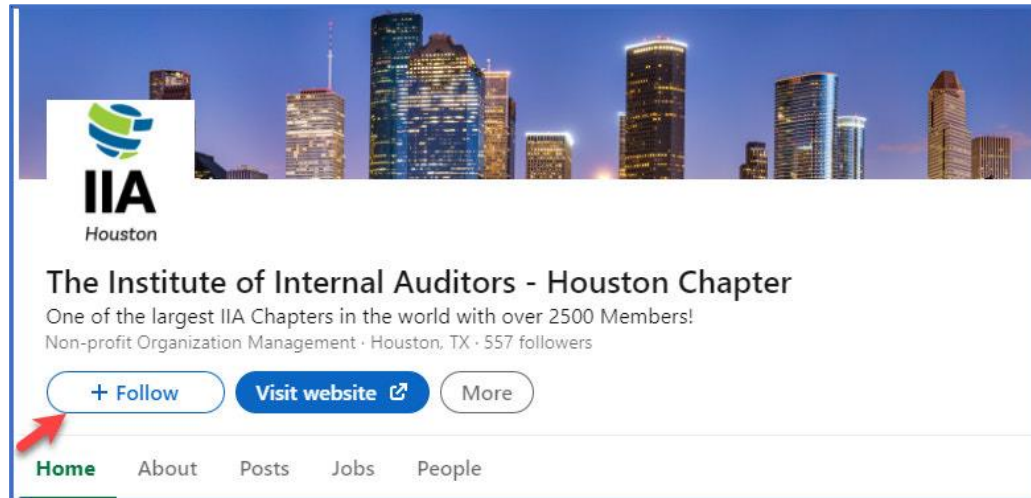 IIA
Houston
The Institute of Internal Auditors - Houston Chapter
One of the largest IIA Chapters in the world with over 2500 Members!
Non-profit Organization Management · Houston, TX · 557 followers
+ Follow Visit website More
Home About Posts Jobs People